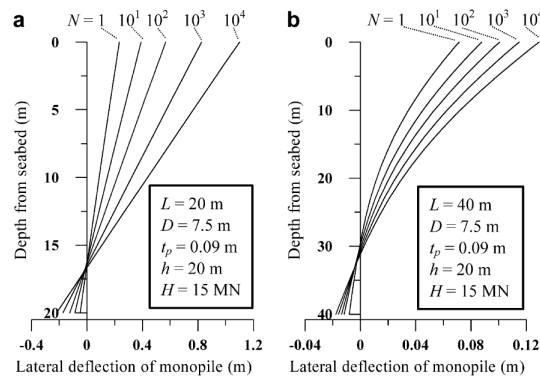 a
N = 1 10¹ 10² 10³ 10⁴
0
5
10
15
20
Depth from seabed (m)
L = 20 m
D = 7.5 m
tₚ = 0.09 m
h = 20 m
H = 15 MN
-0.4 0 0.4 0.8 1.2
Lateral deflection of monopile (m)
b
N = 1 10¹ 10² 10³ 10⁴
0
10
20
30
40
Depth from seabed (m)
L = 40 m
D = 7.5 m
tₚ = 0.09 m
h = 20 m
H = 15 MN
-0.04 0 0.04 0.08 0.12
Lateral deflection of monopile (m)